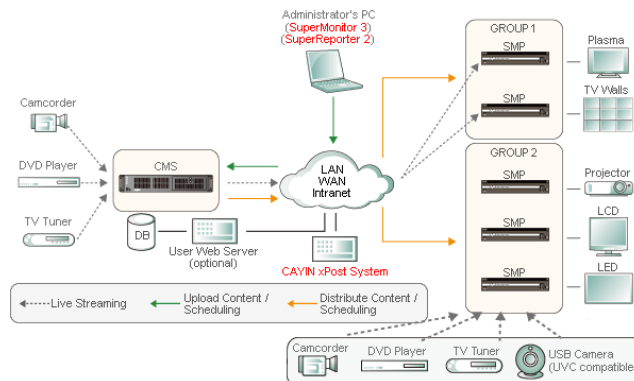 Administrator's PC
(SuperMonitor 3)
(SuperReporter 2)
GROUP 1
SMP
Plasma
SMP
TV Walls
Camcorder
DVD Player
TV Tuner
CMS
LAN
WAN
Intranet
DB
User Web Server
(optional)
CAYIN xPost System
GROUP 2
SMP
Projector
SMP
LCD
SMP
LED
Live Streaming
Upload Content /
Scheduling
Distribute Content /
Scheduling
Camcorder
DVD Player
TV Tuner
USB Camera
(UVC compatible)